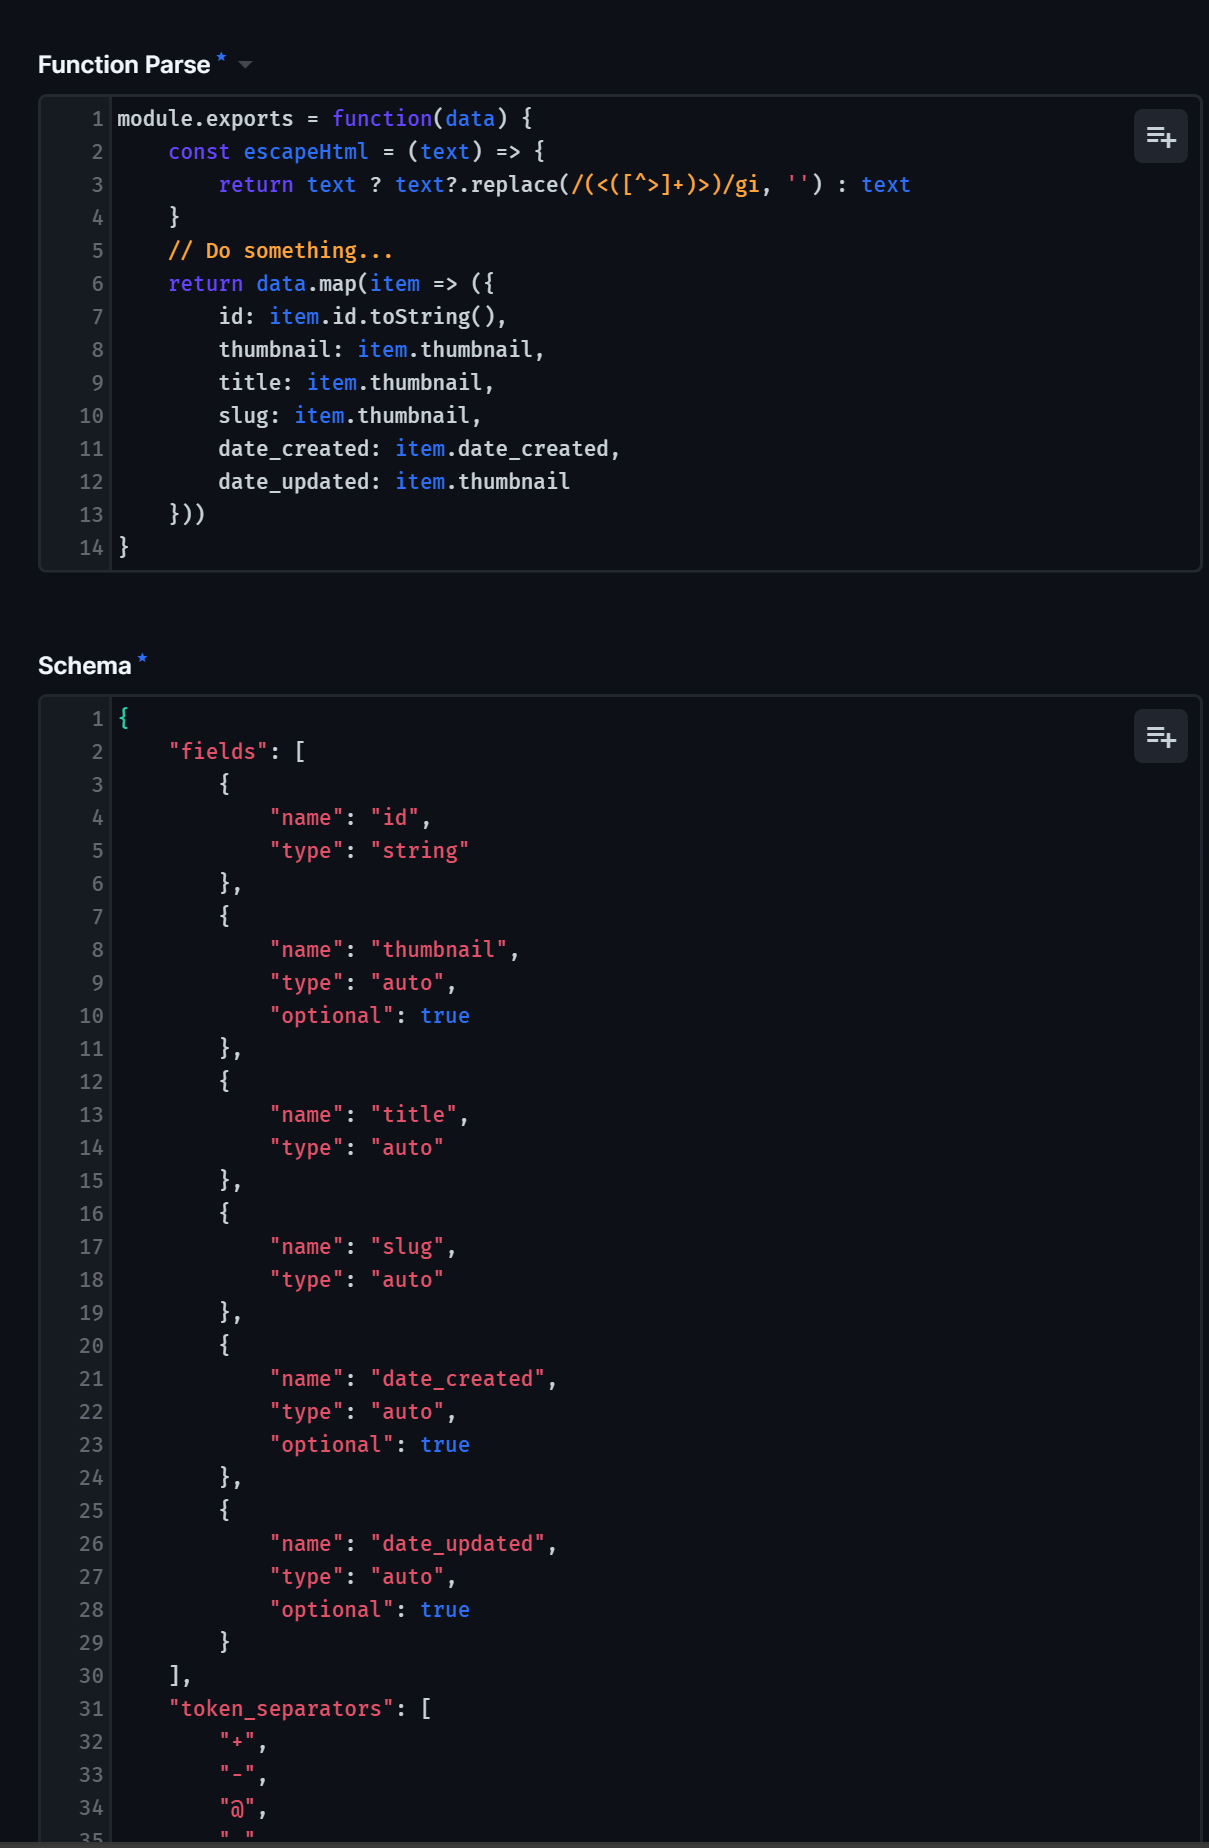 Function Parse *
1 module.exports = function(data) {
2 const escapeHtml = (text) => {
3 return text ? text?.replace(/(<([^>]+)>)/gi, '') : text
4 }
5 // Do something...
6 return data.map(item => ({
7 id: item.id.toString(),
8 thumbnail: item.thumbnail,
9 title: item.thumbnail,
10 slug: item.thumbnail,
11 date_created: item.date_created,
12 date_updated: item.thumbnail
13 }))
14 }
Schema *
1 {
2 "fields": [
3 {
4 "name": "id",
5 "type": "string"
6 },
7 {
8 "name": "thumbnail",
9 "type": "auto",
10 "optional": true
11 },
12 {
13 "name": "title",
14 "type": "auto"
15 },
16 {
17 "name": "slug",
18 "type": "auto"
19 },
20 {
21 "name": "date_created",
22 "type": "auto",
23 "optional": true
24 },
25 {
26 "name": "date_updated",
27 "type": "auto",
28 "optional": true
29 }
30 ],
31 "token_separators": [
32 "+",
33 "-",
34 "@",
35